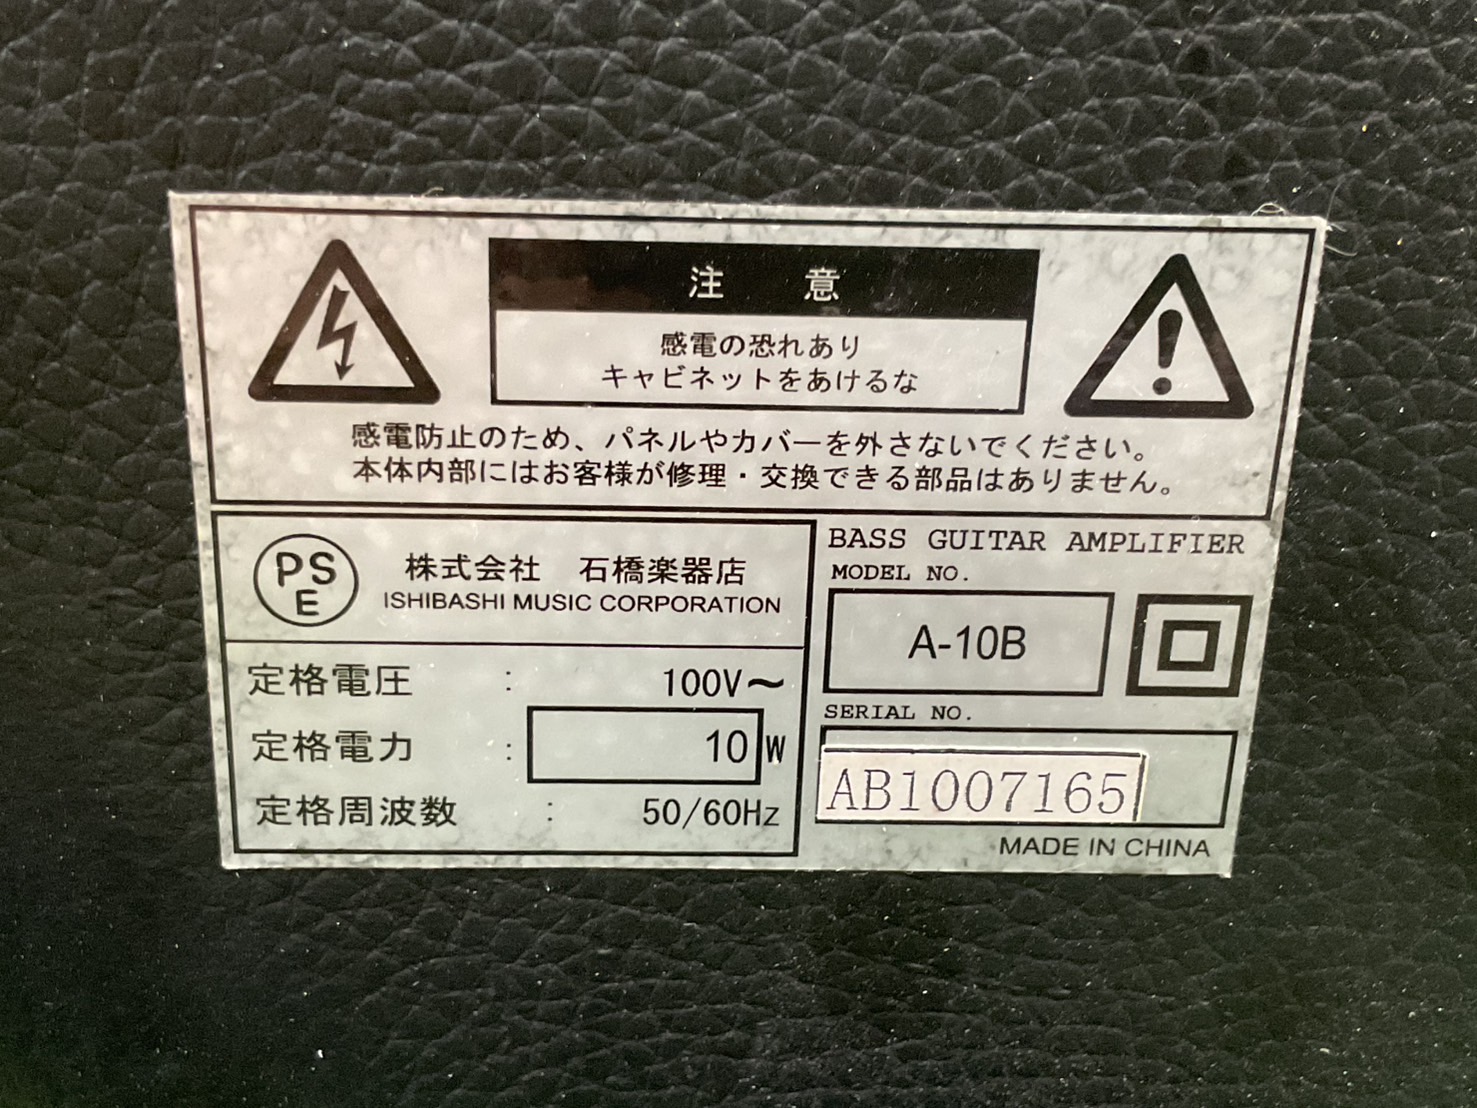 注 意
感電の恐れあり
キャビネットをあけるな
感電防止のため、パネルやカバーを外さないでください。
本体内部にはお客様が修理・交換できる部品はありません。
PS
E
株式会社 石橋楽器店
ISHIBASHI MUSIC CORPORATION
定格電圧 : 100V～
定格電力 : 10 W
定格周波数 : 50/60Hz
BASS GUITAR AMPLIFIER
MODEL NO.
A-10B
SERIAL NO.
AB1007165
MADE IN CHINA